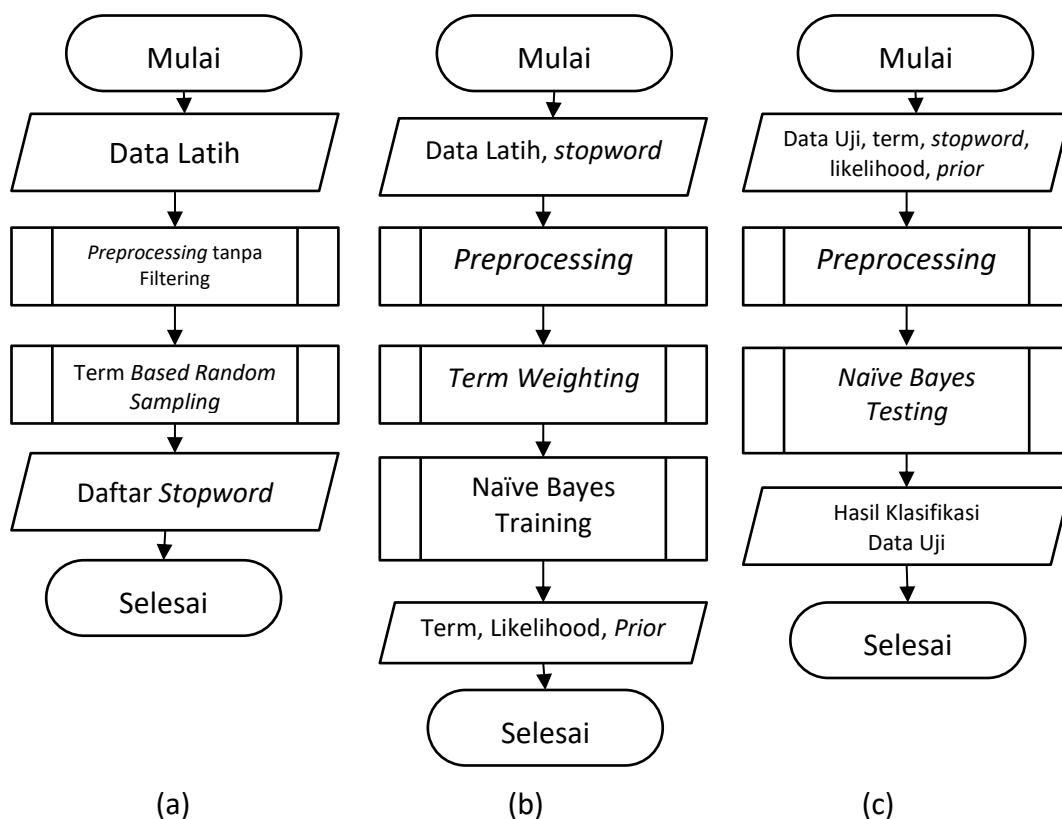 Mulai
Data Latih
Preprocessing tanpa
Filtering
Term Based Random
Sampling
Daftar Stopword
Selesai
(a)
Mulai
Data Latih, stopword
Preprocessing
Term Weighting
Naïve Bayes
Training
Term, Likelihood, Prior
Selesai
(b)
Mulai
Data Uji, term, stopword,
likelihood, prior
Preprocessing
Naïve Bayes
Testing
Hasil Klasifikasi
Data Uji
Selesai
(c)